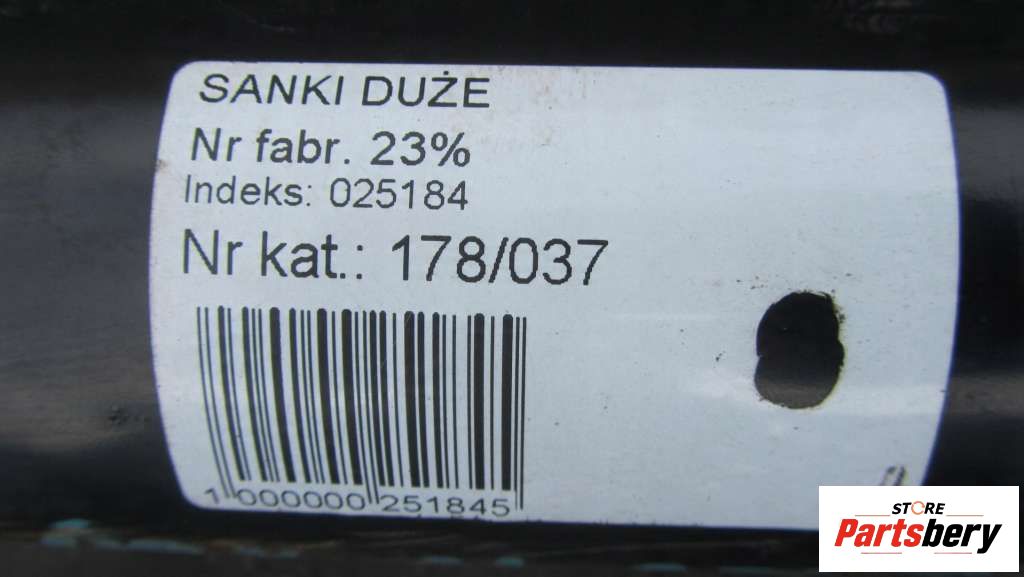 SANKI DUŻE
Nr fabr. 23%
Indeks: 025184
Nr kat.: 178/037
1 000000 251845
STORE
Partsbery